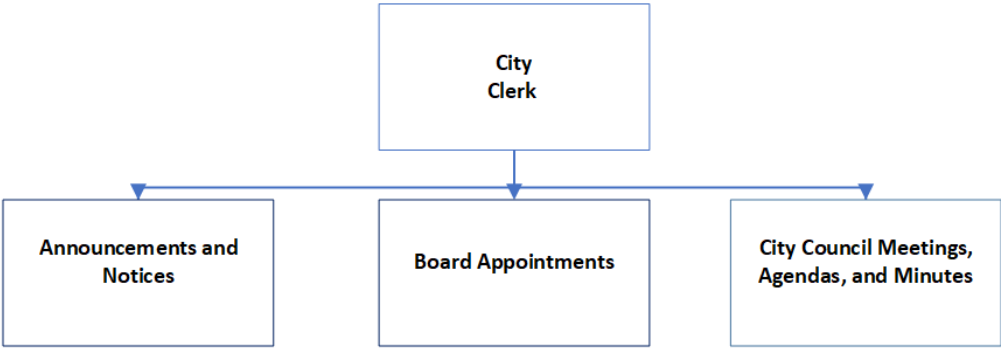 City
Clerk
Announcements and
Notices
Board Appointments
City Council Meetings,
Agendas, and Minutes